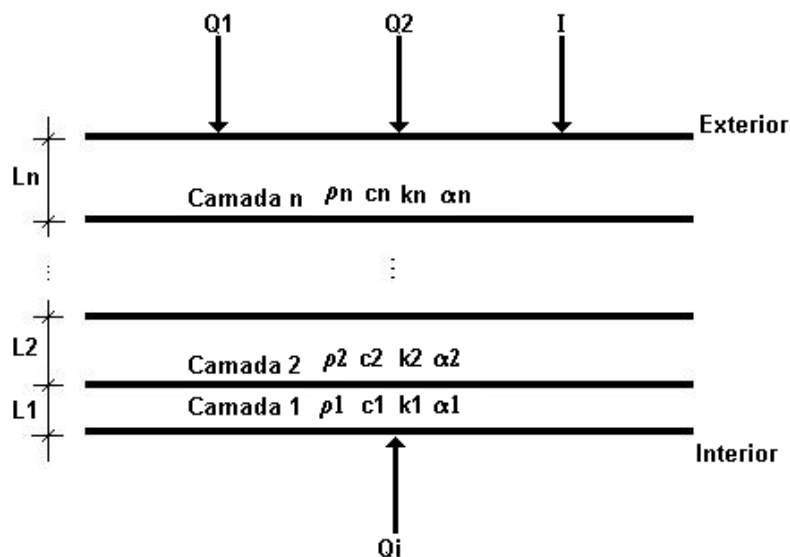 Q1 Q2 I
Exterior
Ln
Camada n ρn cn kn αn
L2
Camada 2 ρ2 c2 k2 α2
L1
Camada 1 ρ1 c1 k1 α1
Interior
Qi